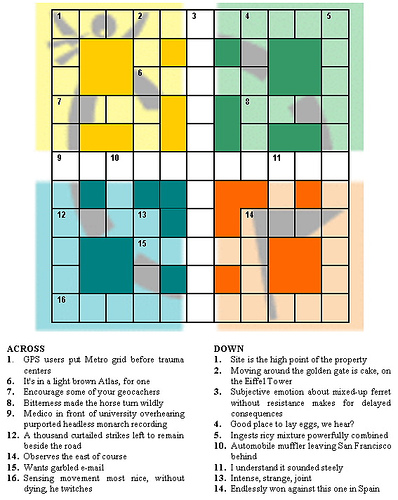 1 2 3 4 5
6
7 8
9 10 11
12 13 14
15
16
ACROSS
1. GPS users put Metro grid before trauma
centers
6. It's in a light brown Atlas, for one
7. Encourage some of your geocachers
8. Bitterness made the horse turn wildly
9. Medico in front of university overhearing
purported headless monarch recording
12. A thousand curtailed strikes left to remain
beside the road
14. Observes the east of course
15. Wants garbled e-mail
16. Sensing movement most nice, without
dying, he twitches
DOWN
1. Site is the high point of the property
2. Moving around the golden gate is cake, on
the Eiffel Tower
3. Subjective emotion about mixed-up ferret
without resistance makes for delayed
consequences
4. Good place to lay eggs, we hear?
5. Ingests ricy mixture powerfully combined
10. Automobile muffler leaving San Francisco
behind
11. I understand it sounded steely
13. Intense, strange, joint
14. Endlessly won against this one in Spain